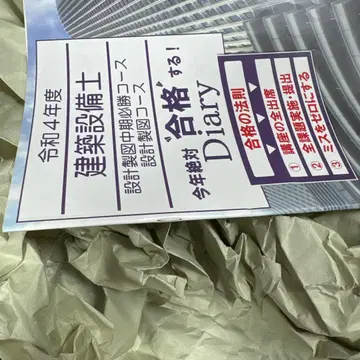 令和4年度
建築設備士
設計製図中期必勝コース
設計製図コース
今年絶対"合格"する!
Diary
合格の法則
① 講座の全出席
② 全課題実施・提出
③ ミスをゼロにする